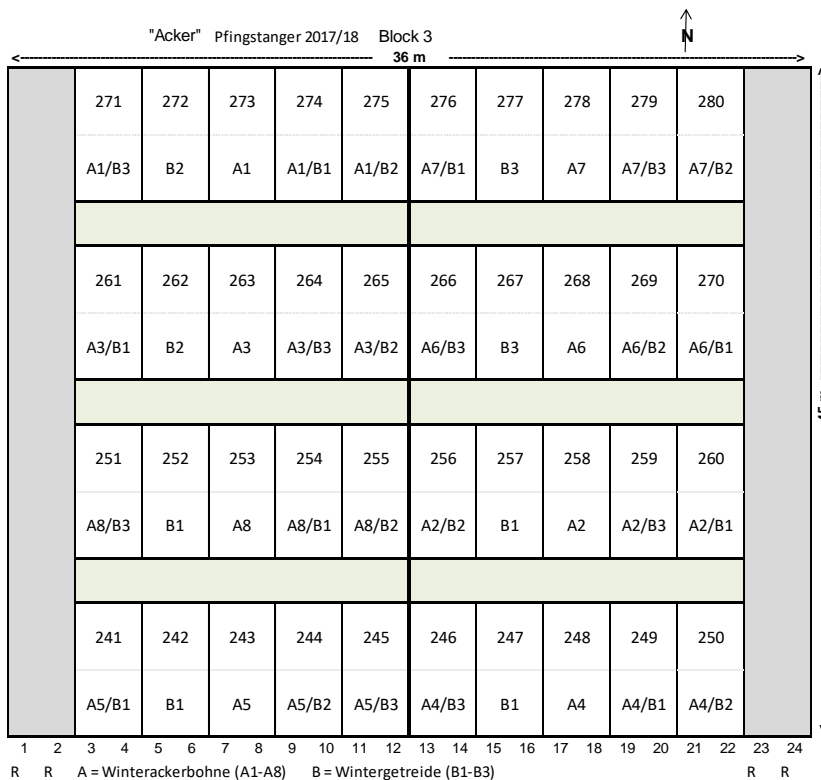 "Acker" Pfingstanger 2017/18 Block 3 N
36 m
271 272 273 274 275 276 277 278 279 280
A1/B3 B2 A1 A1/B1 A1/B2 A7/B1 B3 A7 A7/B3 A7/B2
261 262 263 264 265 266 267 268 269 270
A3/B1 B2 A3 A3/B3 A3/B2 A6/B3 B3 A6 A6/B2 A6/B1
251 252 253 254 255 256 257 258 259 260
A8/B3 B1 A8 A8/B1 A8/B2 A2/B2 B1 A2 A2/B3 A2/B1
241 242 243 244 245 246 247 248 249 250
A5/B1 B1 A5 A5/B2 A5/B3 A4/B3 B1 A4 A4/B1 A4/B2
1 2 3 4 5 6 7 8 9 10 11 12 13 14 15 16 17 18 19 20 21 22 23 24
R R A = Winterackerbohne (A1-A8) B = Wintergetreide (B1-B3) R R